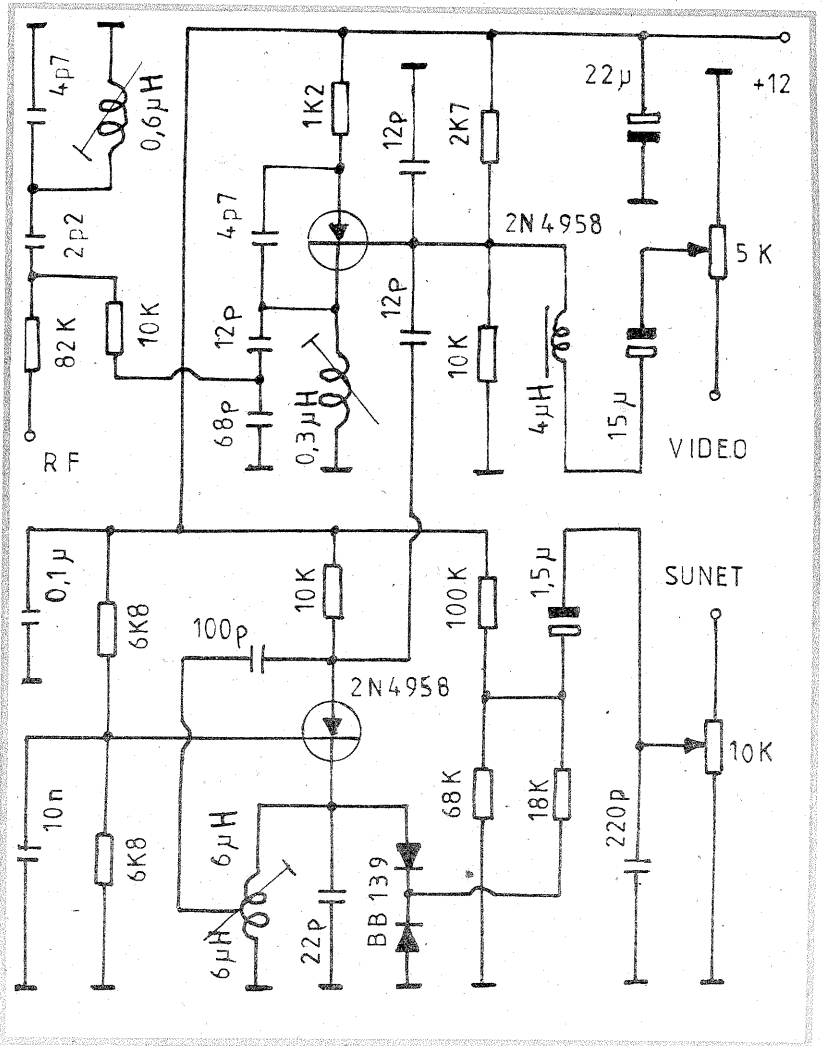 4p7
0,6µH
2p2
82K
10K
RF
1K2
4p7
12p
68p
0,3µH
12p
2K7
2N4958
12p
10K
4µH
22µ
+12
5K
15µ
VIDEO
0,1µ
6K8
10K
100p
2N4958
100K
1,5µ
SUNET
10n
6K8
6µH
6µH
22p
BB 139
68K
18K
220p
10K